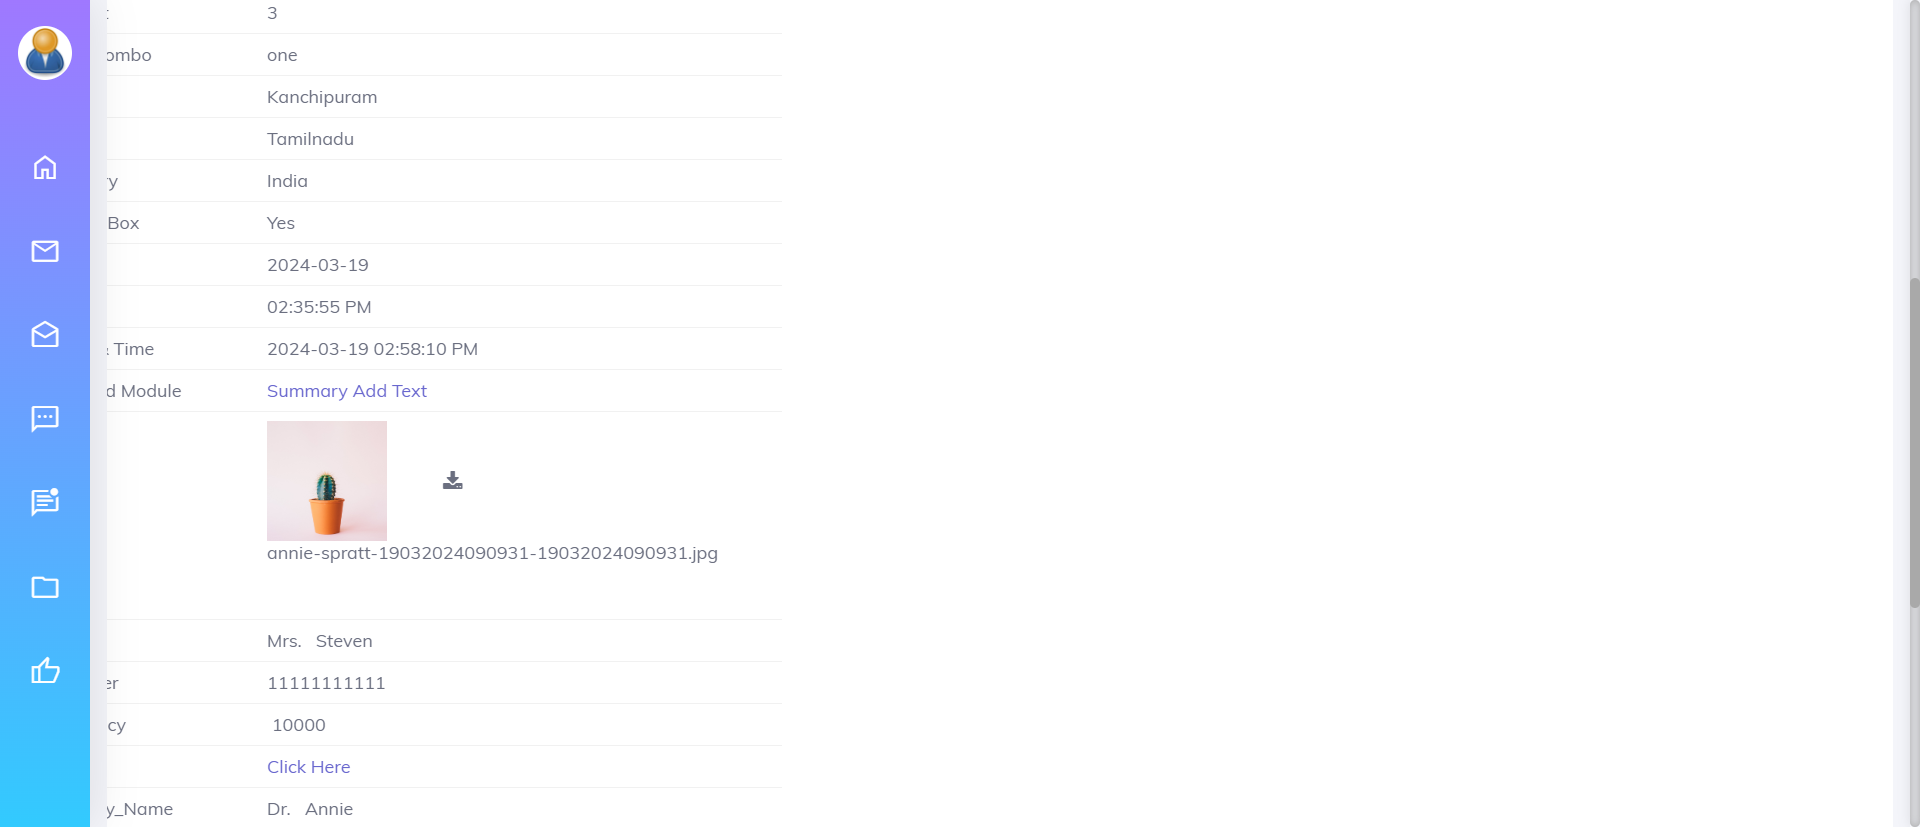 3
ombo one
Kanchipuram
Tamilnadu
y India
Box Yes
2024-03-19
02:35:55 PM
Time 2024-03-19 02:58:10 PM
d Module Summary Add Text
annie-spratt-19032024090931-19032024090931.jpg
Mrs. Steven
er 11111111111
cy 10000
Click Here
y_Name Dr. Annie